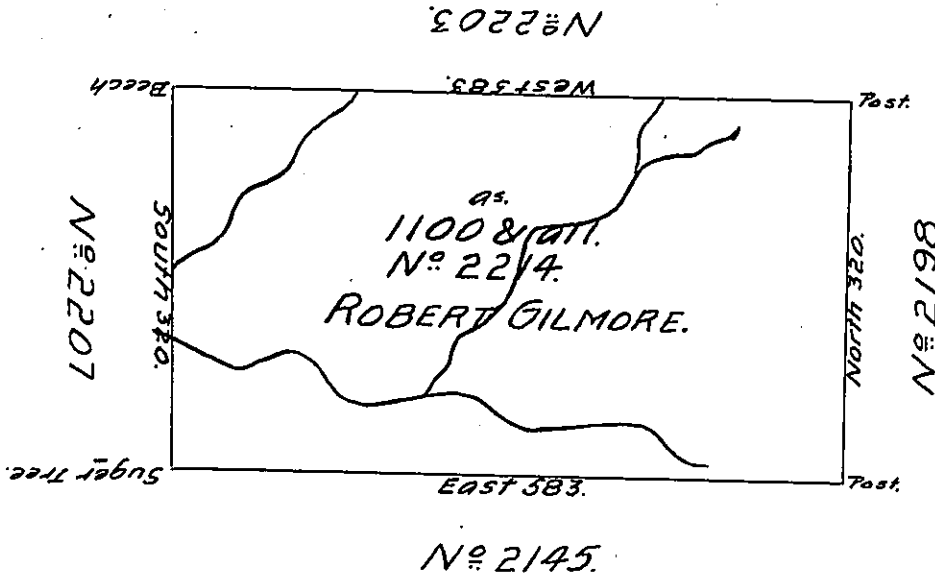 Nº 2203.
Beech
West 583.
Post.
Nº 2207
South 320.
as.
1100 & all.
Nº 2214.
ROBERT GILMORE.
North 320.
Nº 2198
Suger Tree.
East 583.
Post.
Nº 2145.